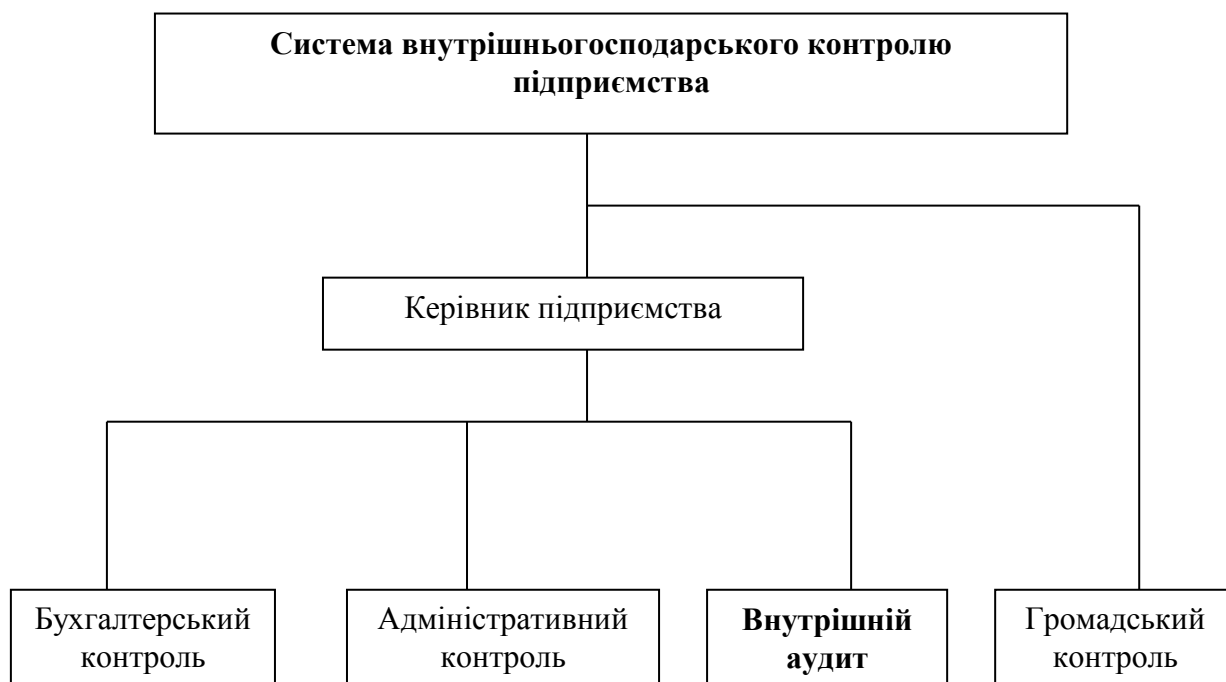 Система внутрішньогосподарського контролю
підприємства
Керівник підприємства
Бухгалтерський
контроль
Адміністративний
контроль
Внутрішній
аудит
Громадський
контроль